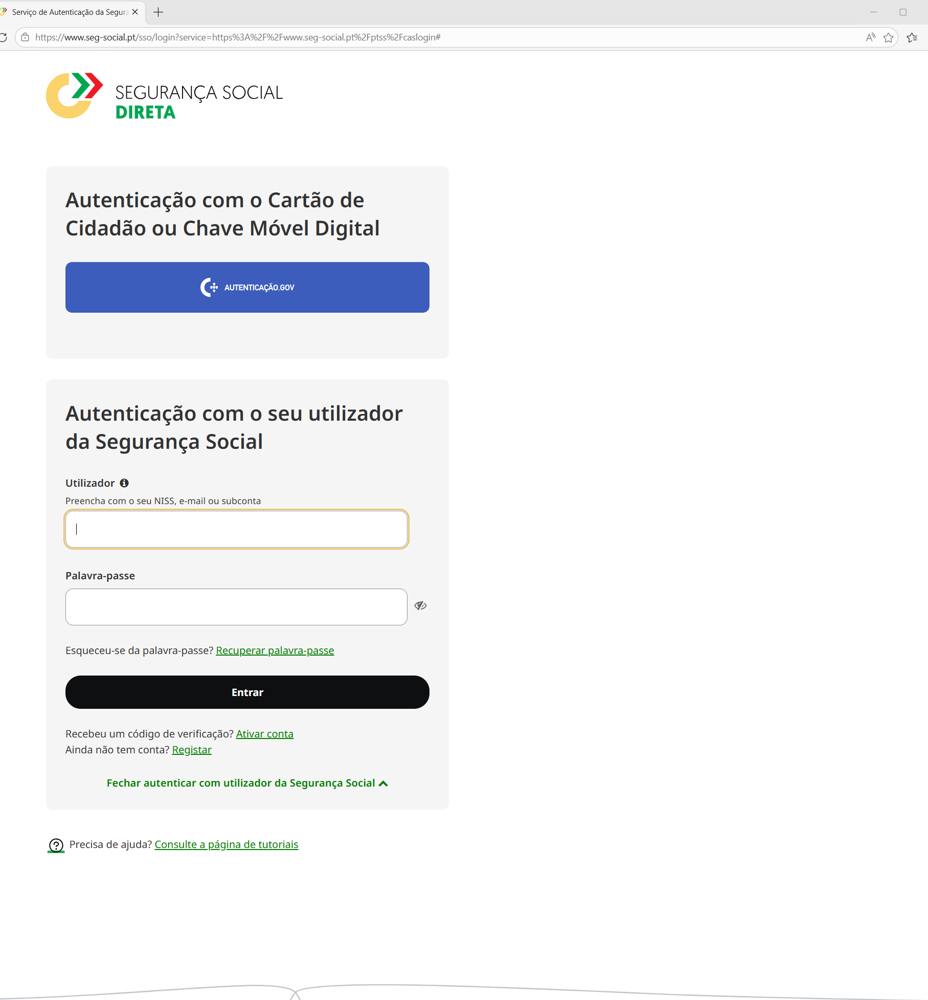 Serviço de Autenticação da Segura
https://www.seg-social.pt/sso/login?service=https%3A%2F%2Fwww.seg-social.pt%2Fptss%2Fcaslogin#
SEGURANÇA SOCIAL
DIRETA
Autenticação com o Cartão de
Cidadão ou Chave Móvel Digital
AUTENTICAÇÃO.GOV
Autenticação com o seu utilizador
da Segurança Social
Utilizador
Preencha com o seu NISS, e-mail ou subconta
Palavra-passe
Esqueceu-se da palavra-passe? Recuperar palavra-passe
Entrar
Recebeu um código de verificação? Ativar conta
Ainda não tem conta? Registar
Fechar autenticar com utilizador da Segurança Social
Precisa de ajuda? Consulte a página de tutoriais